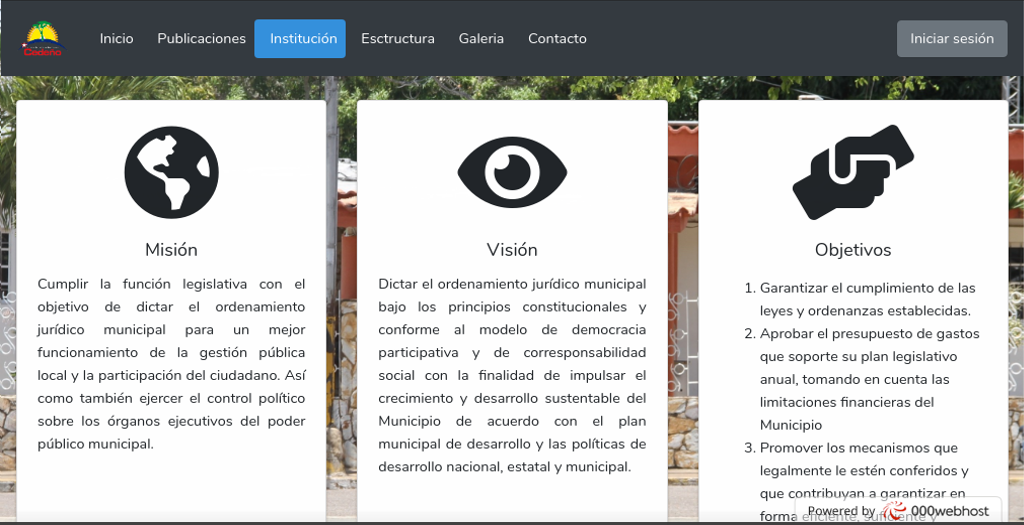 Cedeño
Inicio Publicaciones Institución Esctructura Galeria Contacto Iniciar sesión
Misión
Cumplir la función legislativa con el
objetivo de dictar el ordenamiento
jurídico municipal para un mejor
funcionamiento de la gestión pública
local y la participación del ciudadano. Así
como también ejercer el control político
sobre los órganos ejecutivos del poder
público municipal.
Visión
Dictar el ordenamiento jurídico municipal
bajo los principios constitucionales y
conforme al modelo de democracia
participativa y de corresponsabilidad
social con la finalidad de impulsar el
crecimiento y desarrollo sustentable del
Municipio de acuerdo con el plan
municipal de desarrollo y las políticas de
desarrollo nacional, estatal y municipal.
Objetivos
1. Garantizar el cumplimiento de las
leyes y ordenanzas establecidas.
2. Aprobar el presupuesto de gastos
que soporte su plan legislativo
anual, tomando en cuenta las
limitaciones financieras del
Municipio
3. Promover los mecanismos que
legalmente le estén conferidos y
que contribuyan a garantizar en
forma eficiente, suficiente y
Powered by 000webhost